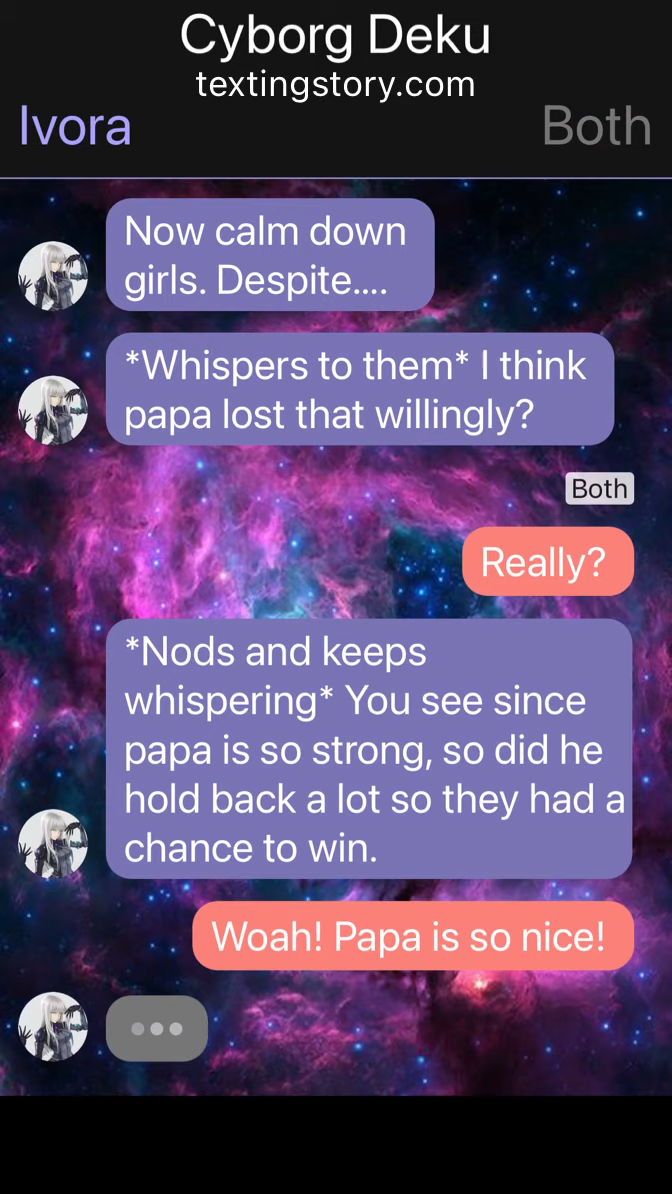 Cyborg Deku
textingstory.com
Ivora
Both
Now calm down
girls. Despite....
*Whispers to them* I think
papa lost that willingly?
Both
Really?
*Nods and keeps
whispering* You see since
papa is so strong, so did he
hold back a lot so they had a
chance to win.
Woah! Papa is so nice!